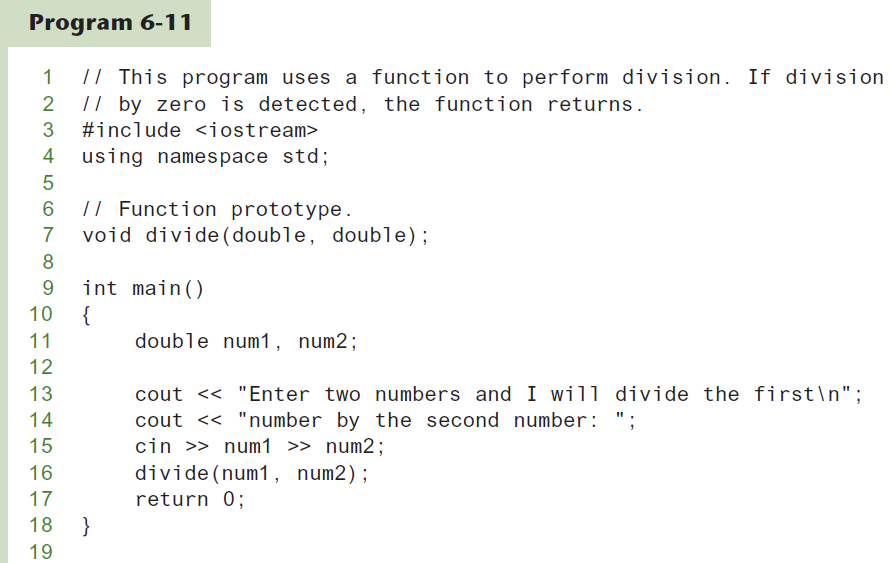 Program 6-11
1 // This program uses a function to perform division. If division
2 // by zero is detected, the function returns.
3 #include <iostream>
4 using namespace std;
5
6 // Function prototype.
7 void divide(double, double);
8
9 int main()
10 {
11 double num1, num2;
12
13 cout << "Enter two numbers and I will divide the first\n";
14 cout << "number by the second number: ";
15 cin >> num1 >> num2;
16 divide(num1, num2);
17 return 0;
18 }
19